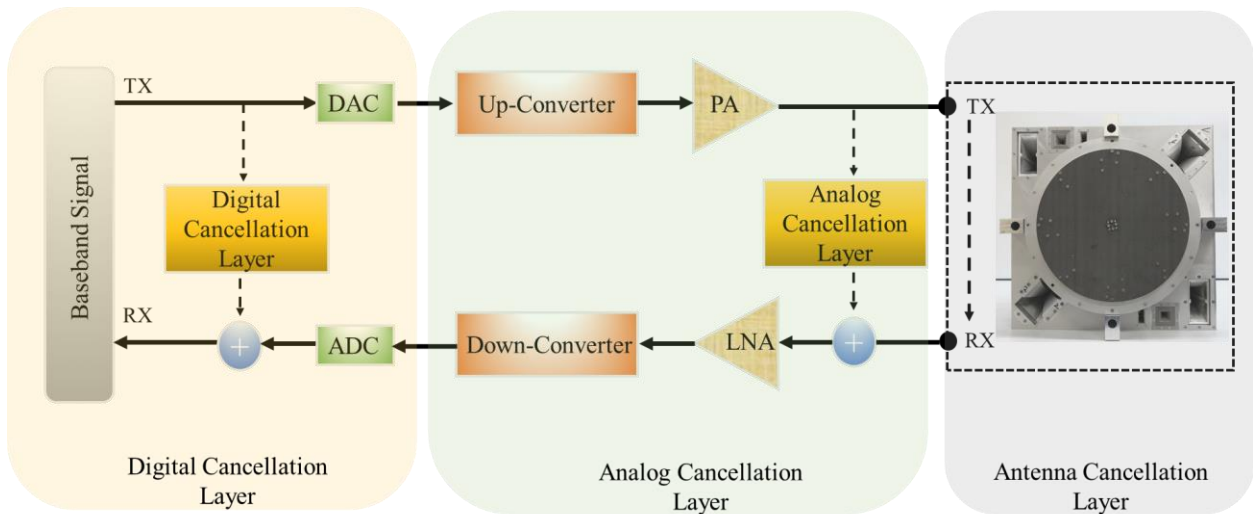 TX
DAC
Up-Converter
PA
TX
Baseband Signal
Digital
Cancellation
Layer
Analog
Cancellation
Layer
RX
+
ADC
Down-Converter
LNA
+
RX
Digital Cancellation
Layer
Analog Cancellation
Layer
Antenna Cancellation
Layer